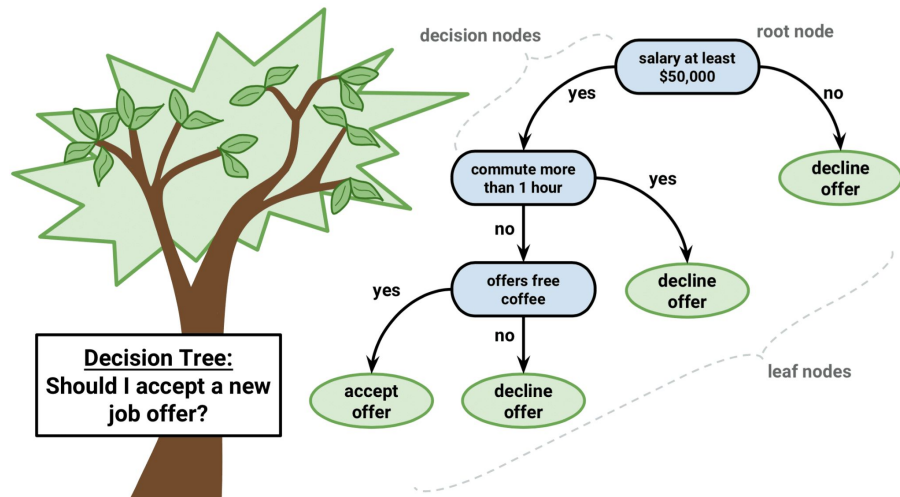 decision nodes
root node
salary at least
$50,000
yes
no
decline
offer
commute more
than 1 hour
yes
no
decline
offer
offers free
coffee
yes
no
accept
offer
decline
offer
leaf nodes
Decision Tree:
Should I accept a new
job offer?